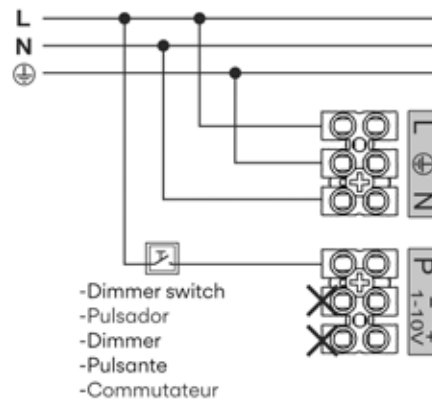 L
N
L
⏚
N
P
- +
1-10V
-Dimmer switch
-Pulsador
-Dimmer
-Pulsante
-Commutateur